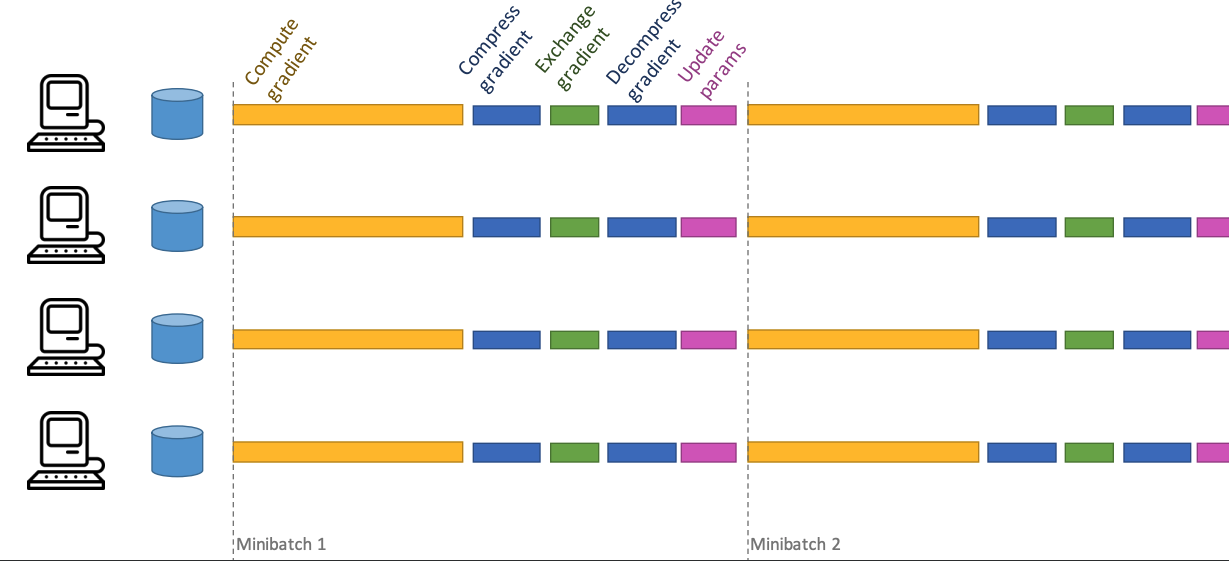 Compute
gradient
Compress
gradient
Exchange
gradient
Decompress
gradient
Update
params
Minibatch 1
Minibatch 2